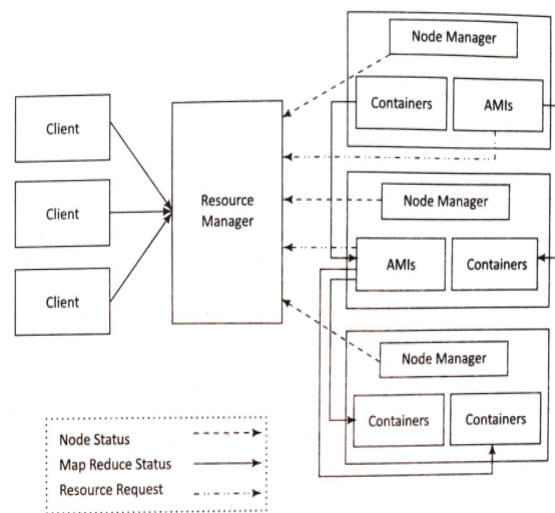 Client
Client
Client
Resource
Manager
Node Manager
Containers
AMIs
Node Manager
AMIs
Containers
Node Manager
Containers
Containers
Node Status
Map Reduce Status
Resource Request